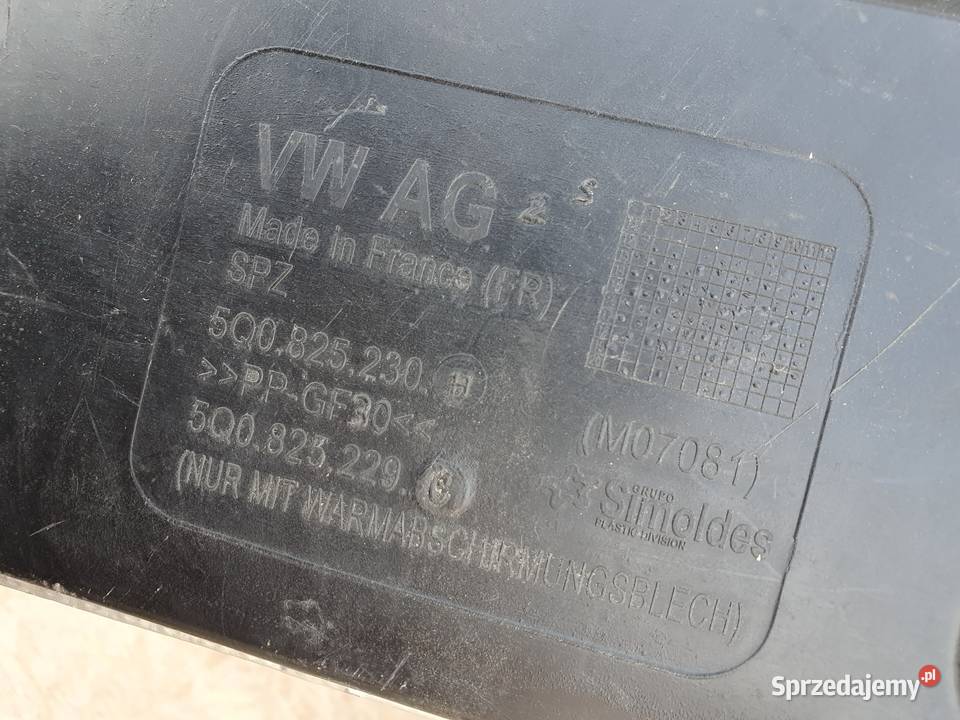 VW AG 2 S
Made in France (FR)
SPZ
5Q0.825.230.H
>>PP-GF30<<
5Q0.825.229.
(NUR MIT WARMABSCHIRMUNGSBLECH)
(M07081)
GRUPO
Simoldes
PLASTIC DIVISION
Sprzedajemy.pl